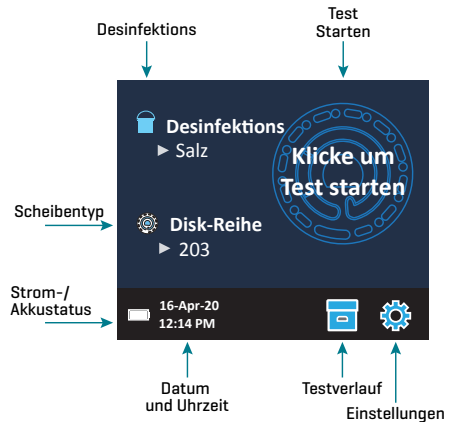 Desinfektions
Test
Starten
Desinfektions
► Salz
Klicke um
Test starten
Scheibentyp
Disk-Reihe
► 203
Strom-/
Akkustatus
16-Apr-20
12:14 PM
Datum
und Uhrzeit
Testverlauf
Einstellungen